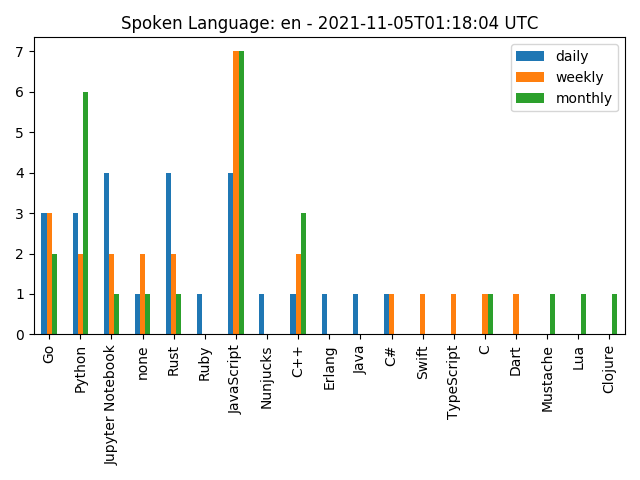 Spoken Language: en - 2021-11-05T01:18:04 UTC
daily
weekly
monthly
7
6
5
4
3
2
1
0
Go
Python
Jupyter Notebook
none
Rust
Ruby
JavaScript
Nunjucks
C++
Erlang
Java
C#
Swift
TypeScript
C
Dart
Mustache
Lua
Clojure